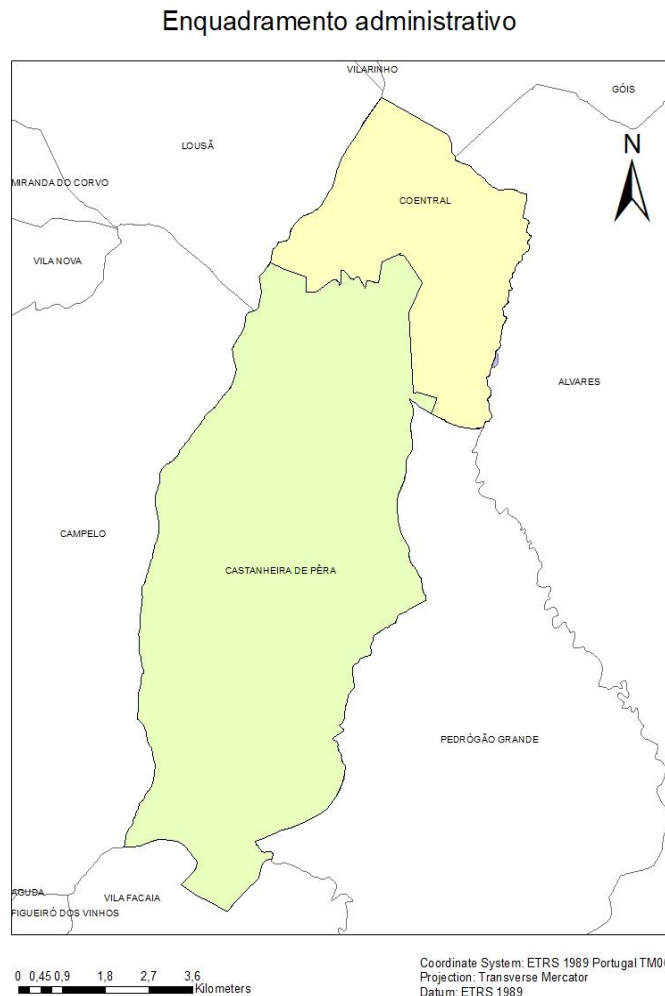 Enquadramento administrativo
VILARINHO
GÓIS
LOUSÃ
N
MIRANDA DO CORVO
COENTRAL
VILA NOVA
ALVARES
CAMPELO
CASTANHEIRA DE PÊRA
PEDRÓGÃO GRANDE
AGUDA
VILA FACAIA
FIGUEIRÓ DOS VINHOS
Coordinate System: ETRS 1989 Portugal TM06
Projection: Transverse Mercator
Datum: ETRS 1989
0 0,45 0,9 1,8 2,7 3,6
Kilometers